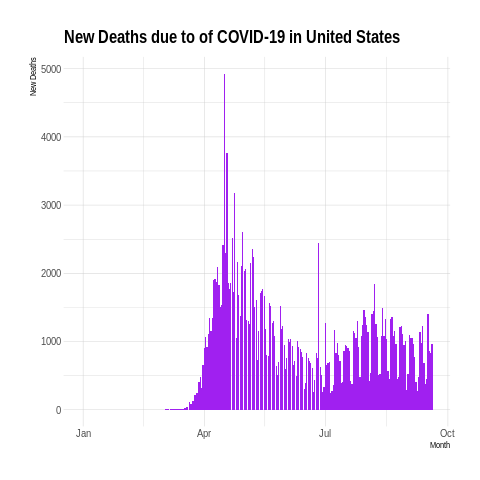 New Deaths due to of COVID-19 in United States
New Deaths
5000
4000
3000
2000
1000
0
Jan Apr Jul Oct
Month